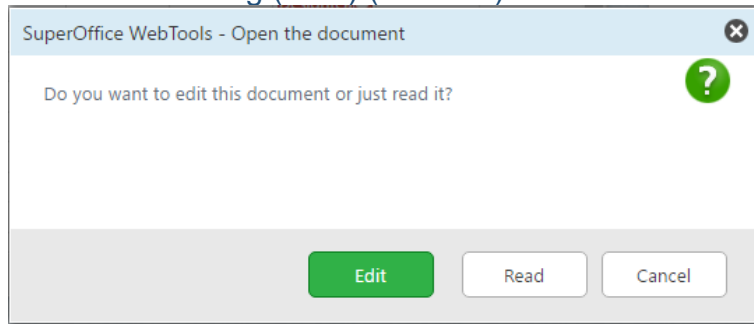 SuperOffice WebTools - Open the document
Do you want to edit this document or just read it?
Edit Read Cancel